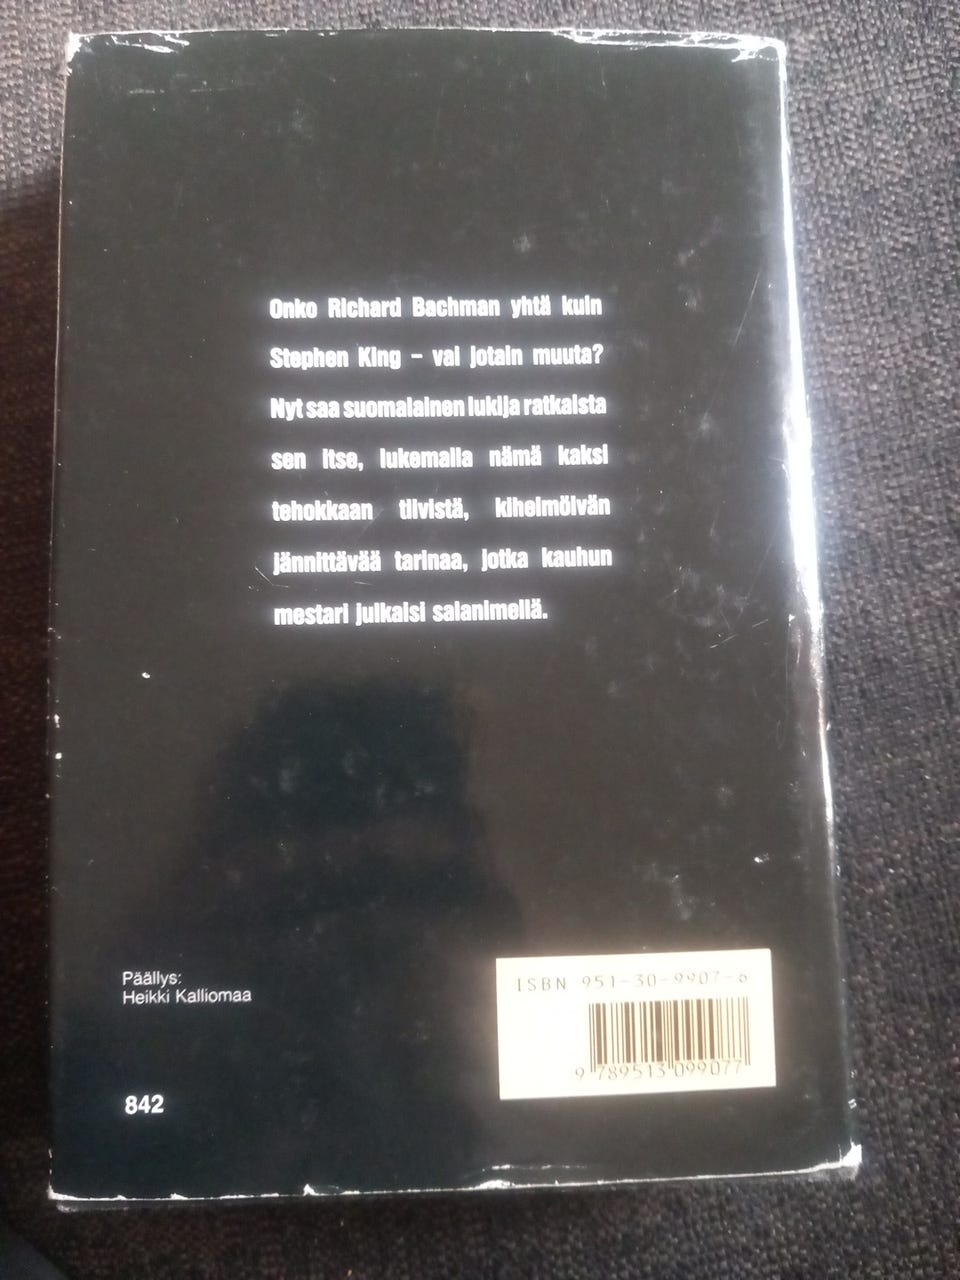 Onko Richard Bachman yhtä kuin
Stephen King – vai jotain muuta?
Nyt saa suomalainen lukija ratkaista
sen itse, lukemalla nämä kaksi
tehokkaan tiivistä, kihelmöivän
jännittävää tarinaa, jotka kauhun
mestari julkaisi salanimellä.
Päällys:
Heikki Kalliomaa
842
ISBN 951-30-9907-6
9 789513 099077